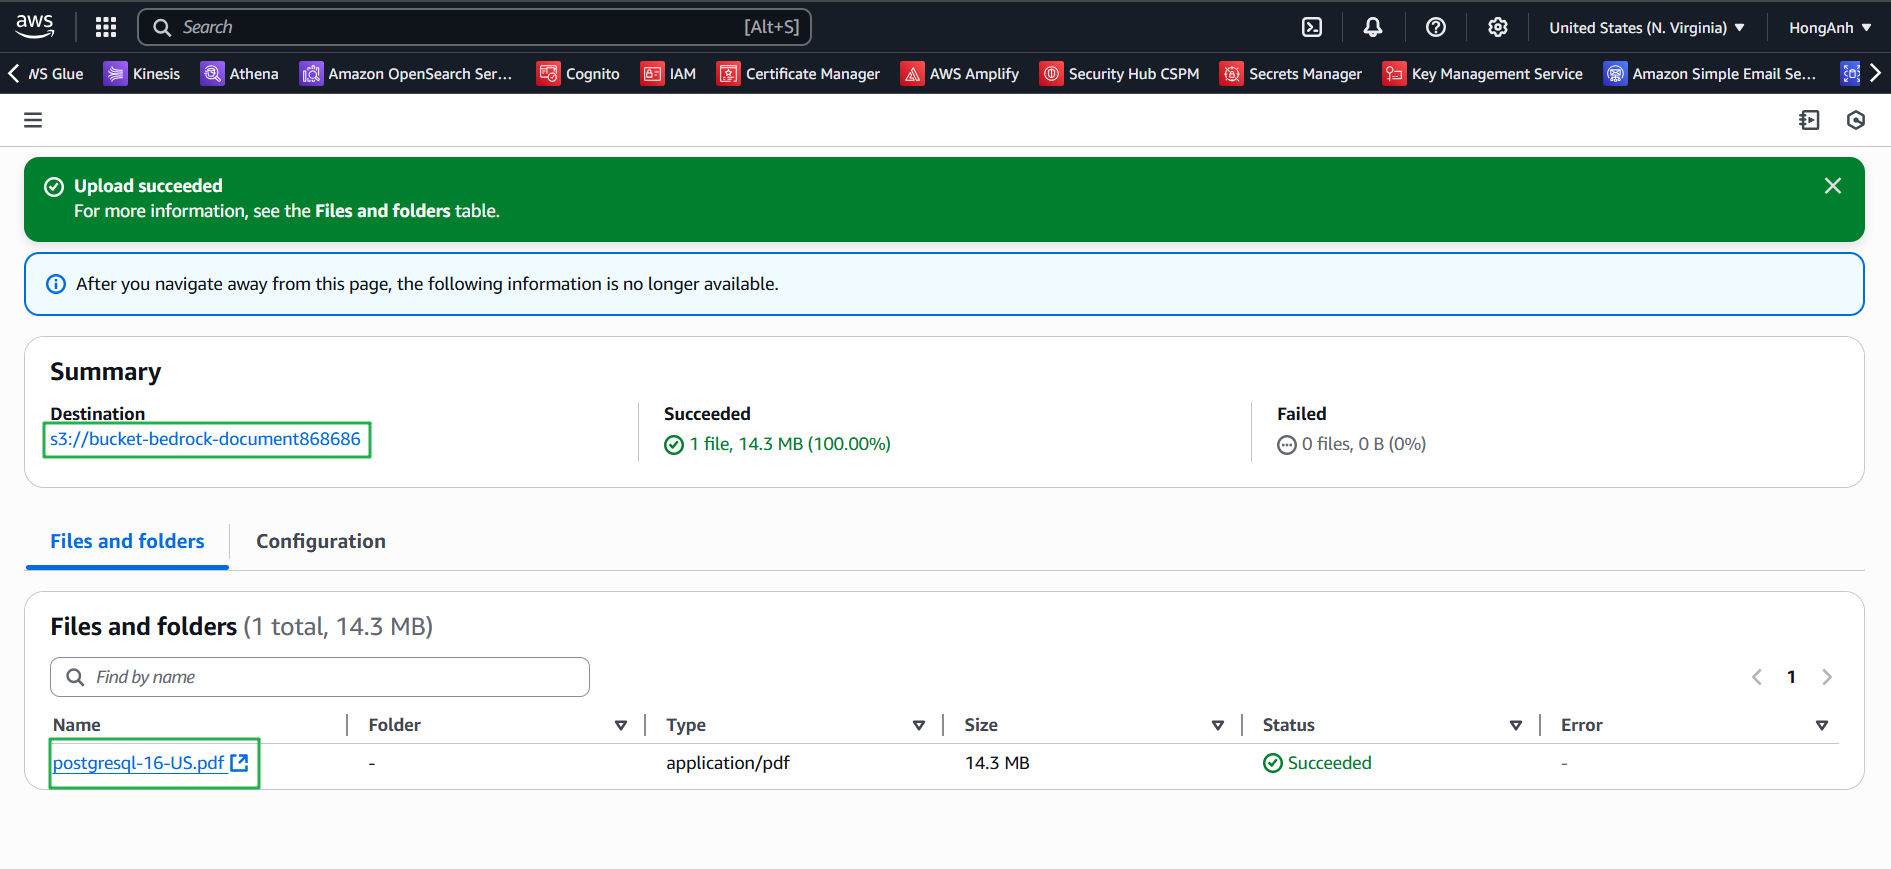 aws Search [Alt+S] United States (N. Virginia) HongAnh
WS Glue Kinesis Athena Amazon OpenSearch Ser... Cognito IAM Certificate Manager AWS Amplify Security Hub CSPM Secrets Manager Key Management Service Amazon Simple Email Se...
Upload succeeded
For more information, see the Files and folders table.
After you navigate away from this page, the following information is no longer available.
Summary
Destination Succeeded Failed
s3://bucket-bedrock-document868686 1 file, 14.3 MB (100.00%) 0 files, 0 B (0%)
Files and folders Configuration
Files and folders (1 total, 14.3 MB)
Find by name 1
Name Folder Type Size Status Error
postgresql-16-US.pdf - application/pdf 14.3 MB Succeeded -